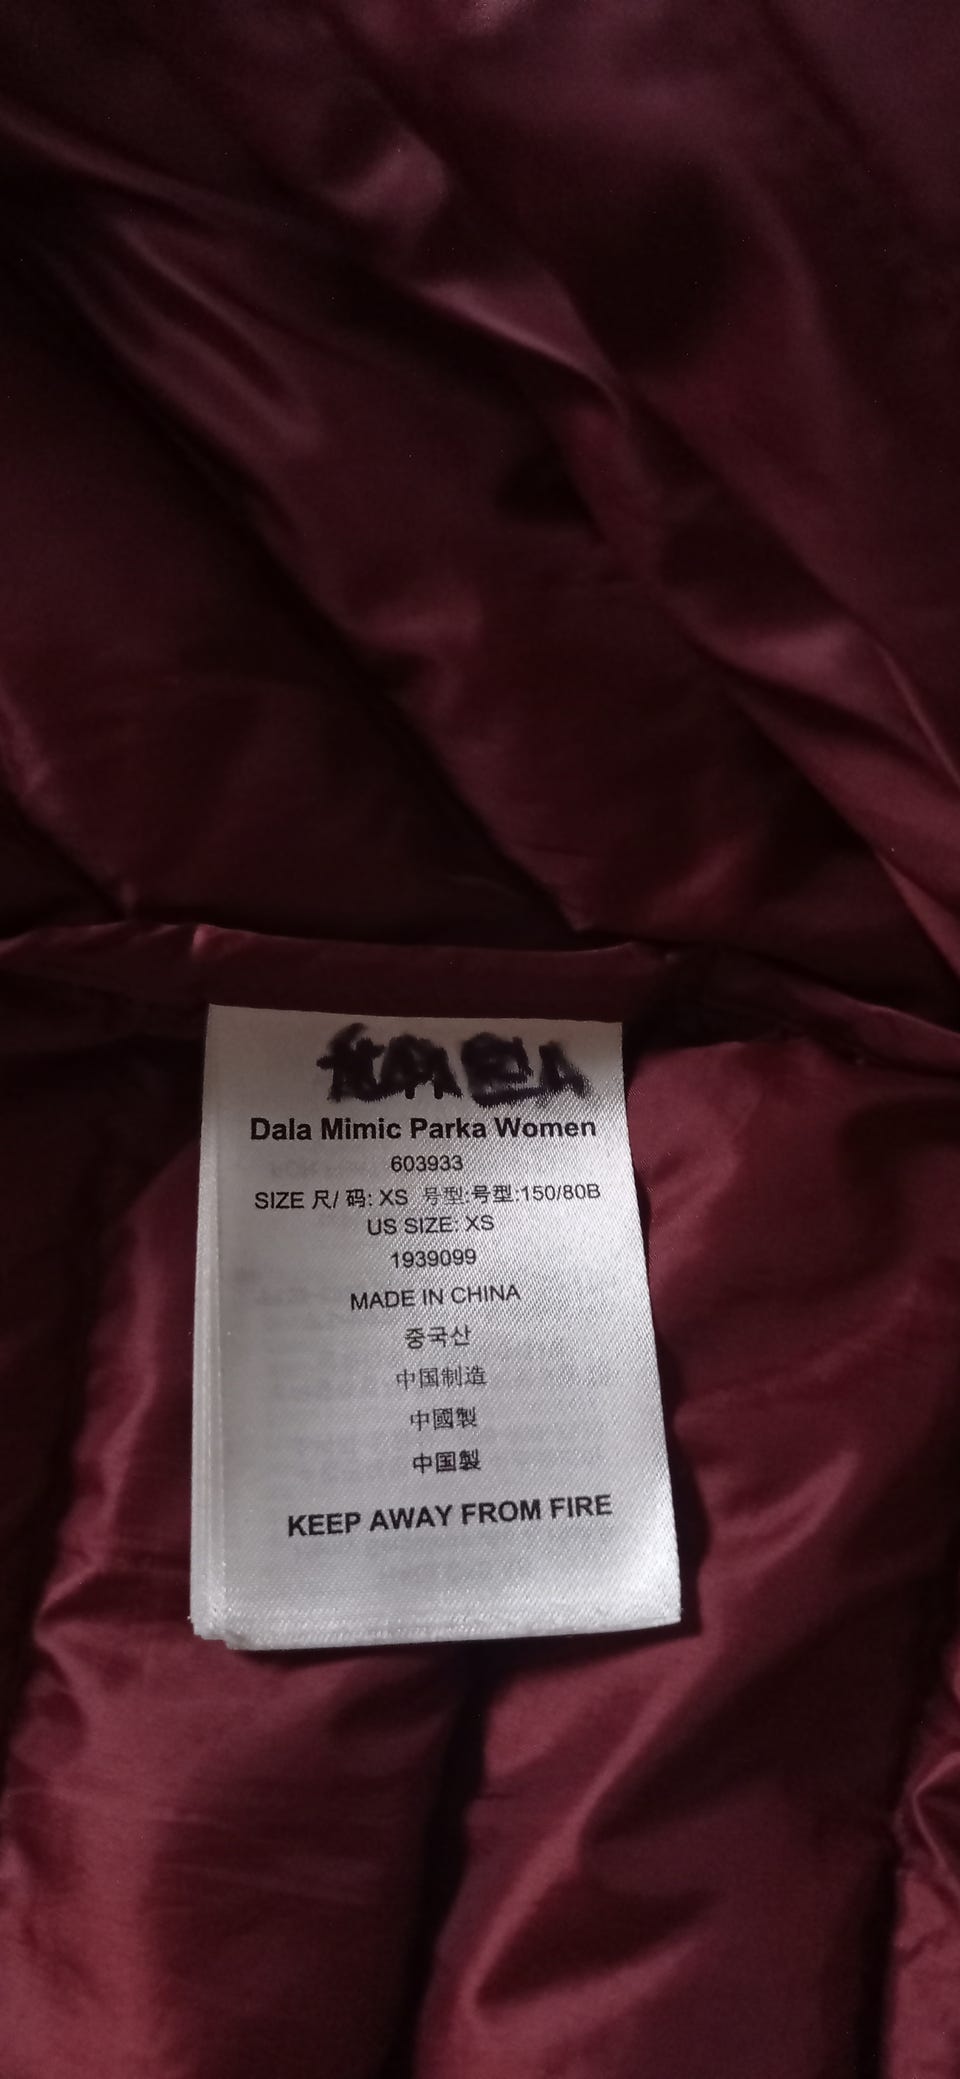 Dala Mimic Parka Women
603933
SIZE 尺/ 码: XS 号型:号型:150/80B
US SIZE: XS
1939099
MADE IN CHINA
중국산
中国制造
中國製
中国製
KEEP AWAY FROM FIRE